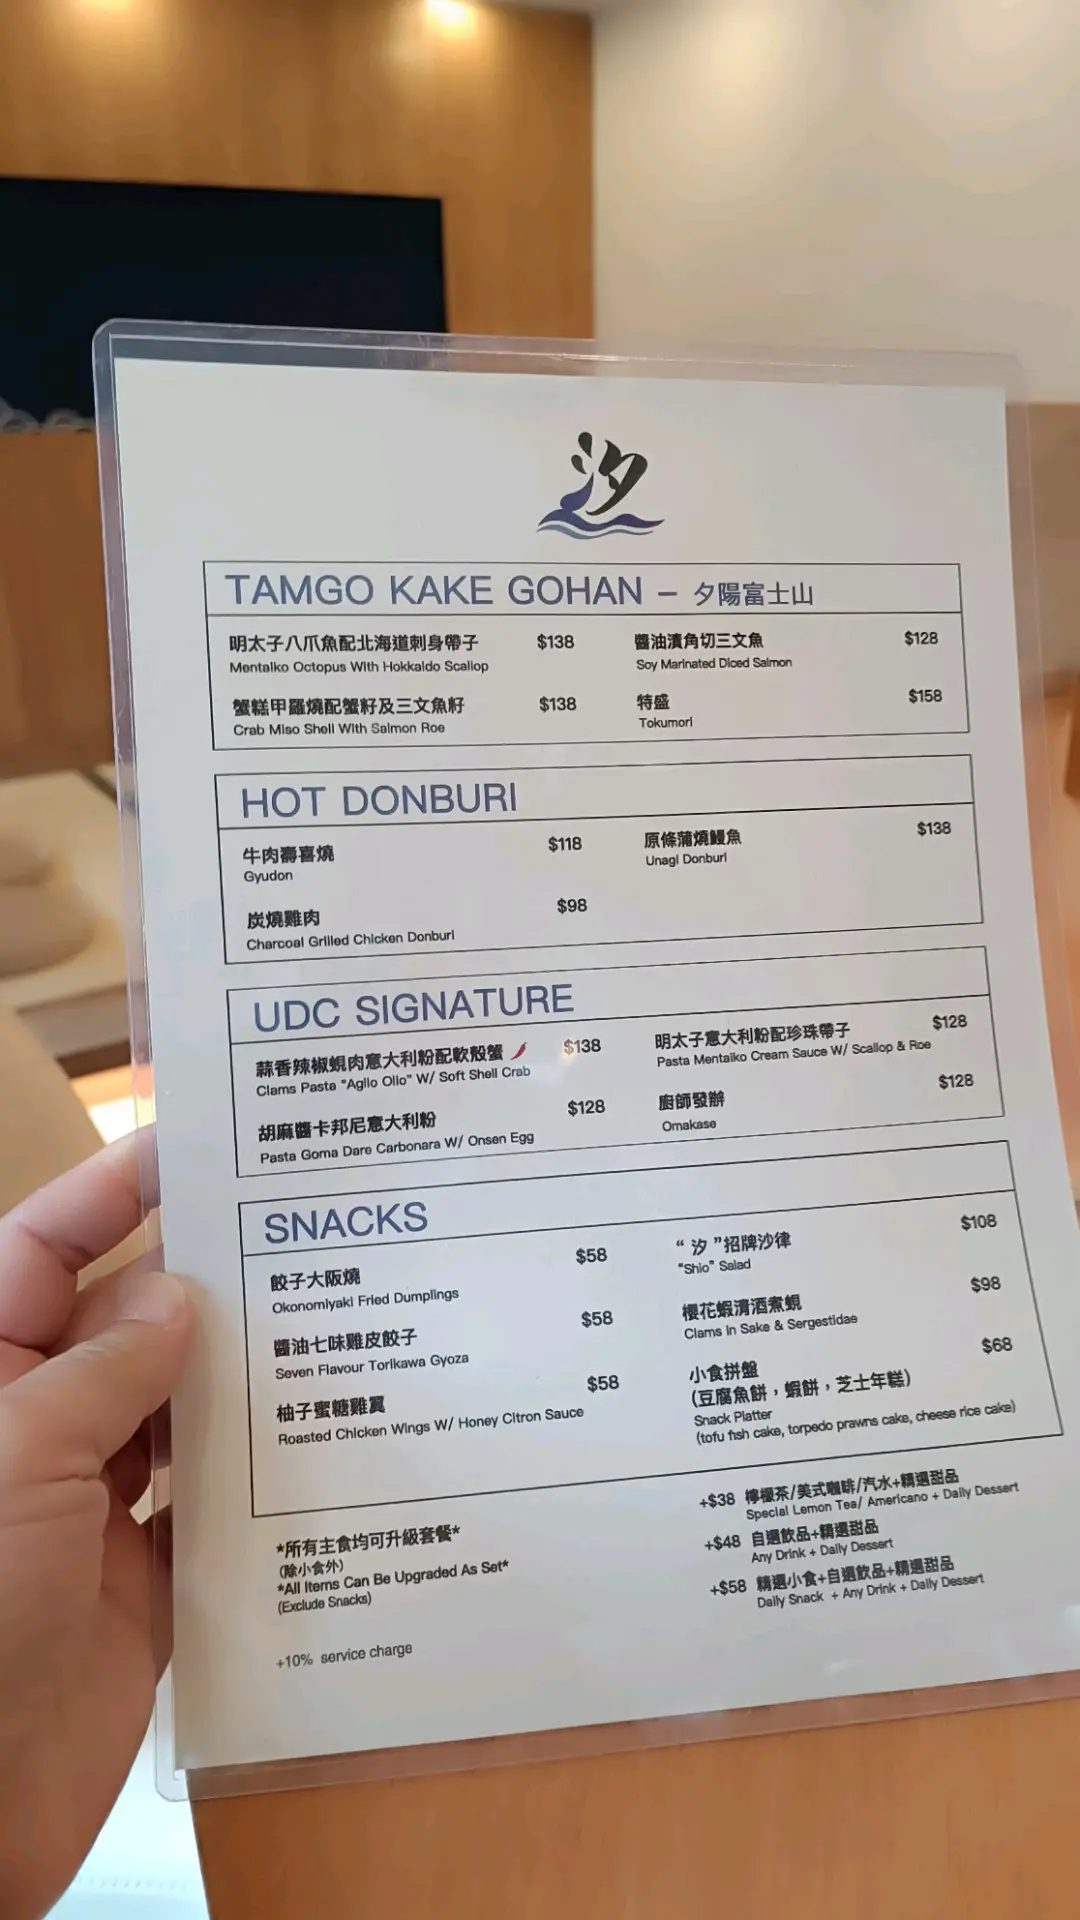 汐
TAMGO KAKE GOHAN – 夕陽富士山
明太子八爪魚配北海道刺身帶子 $138
Mentaiko Octopus With Hokkaido Scallop
蟹糕甲羅燒配蟹籽及三文魚籽 $138
Crab Miso Shell With Salmon Roe
醬油漬角切三文魚 $128
Soy Marinated Diced Salmon
特盛 $158
Tokumori
HOT DONBURI
牛肉壽喜燒 $118
Gyudon
炭燒雞肉 $98
Charcoal Grilled Chicken Donburi
原條蒲燒鰻魚 $138
Unagi Donburi
UDC SIGNATURE
蒜香辣椒蜆肉意大利粉配軟殼蟹 $138
Clams Pasta "Aglio Olio" W/ Soft Shell Crab
胡麻醬卡邦尼意大利粉 $128
Pasta Goma Dare Carbonara W/ Onsen Egg
明太子意大利粉配珍珠帶子 $128
Pasta Mentaiko Cream Sauce W/ Scallop & Roe
廚師發辦 $128
Omakase
SNACKS
餃子大阪燒 $58
Okonomiyaki Fried Dumplings
醬油七味雞皮餃子 $58
Seven Flavour Torikawa Gyoza
柚子蜜糖雞翼 $58
Roasted Chicken Wings W/ Honey Citron Sauce
“ 汐 ”招牌沙律 $108
“Shio” Salad
櫻花蝦清酒煮蜆 $98
Clams in Sake & Sergestidae
小食拼盤 $68
(豆腐魚餅，蝦餅，芝士年糕)
Snack Platter
(tofu fish cake, torpedo prawns cake, cheese rice cake)
*所有主食均可升級套餐*
(除小食外)
*All Items Can Be Upgraded As Set*
(Exclude Snacks)
+10% service charge
+$38 檸檬茶/美式咖啡/汽水+精選甜品
Special Lemon Tea/ Americano + Daily Dessert
+$48 自選飲品+精選甜品
Any Drink + Daily Dessert
+$58 精選小食+自選飲品+精選甜品
Daily Snack + Any Drink + Daily Dessert